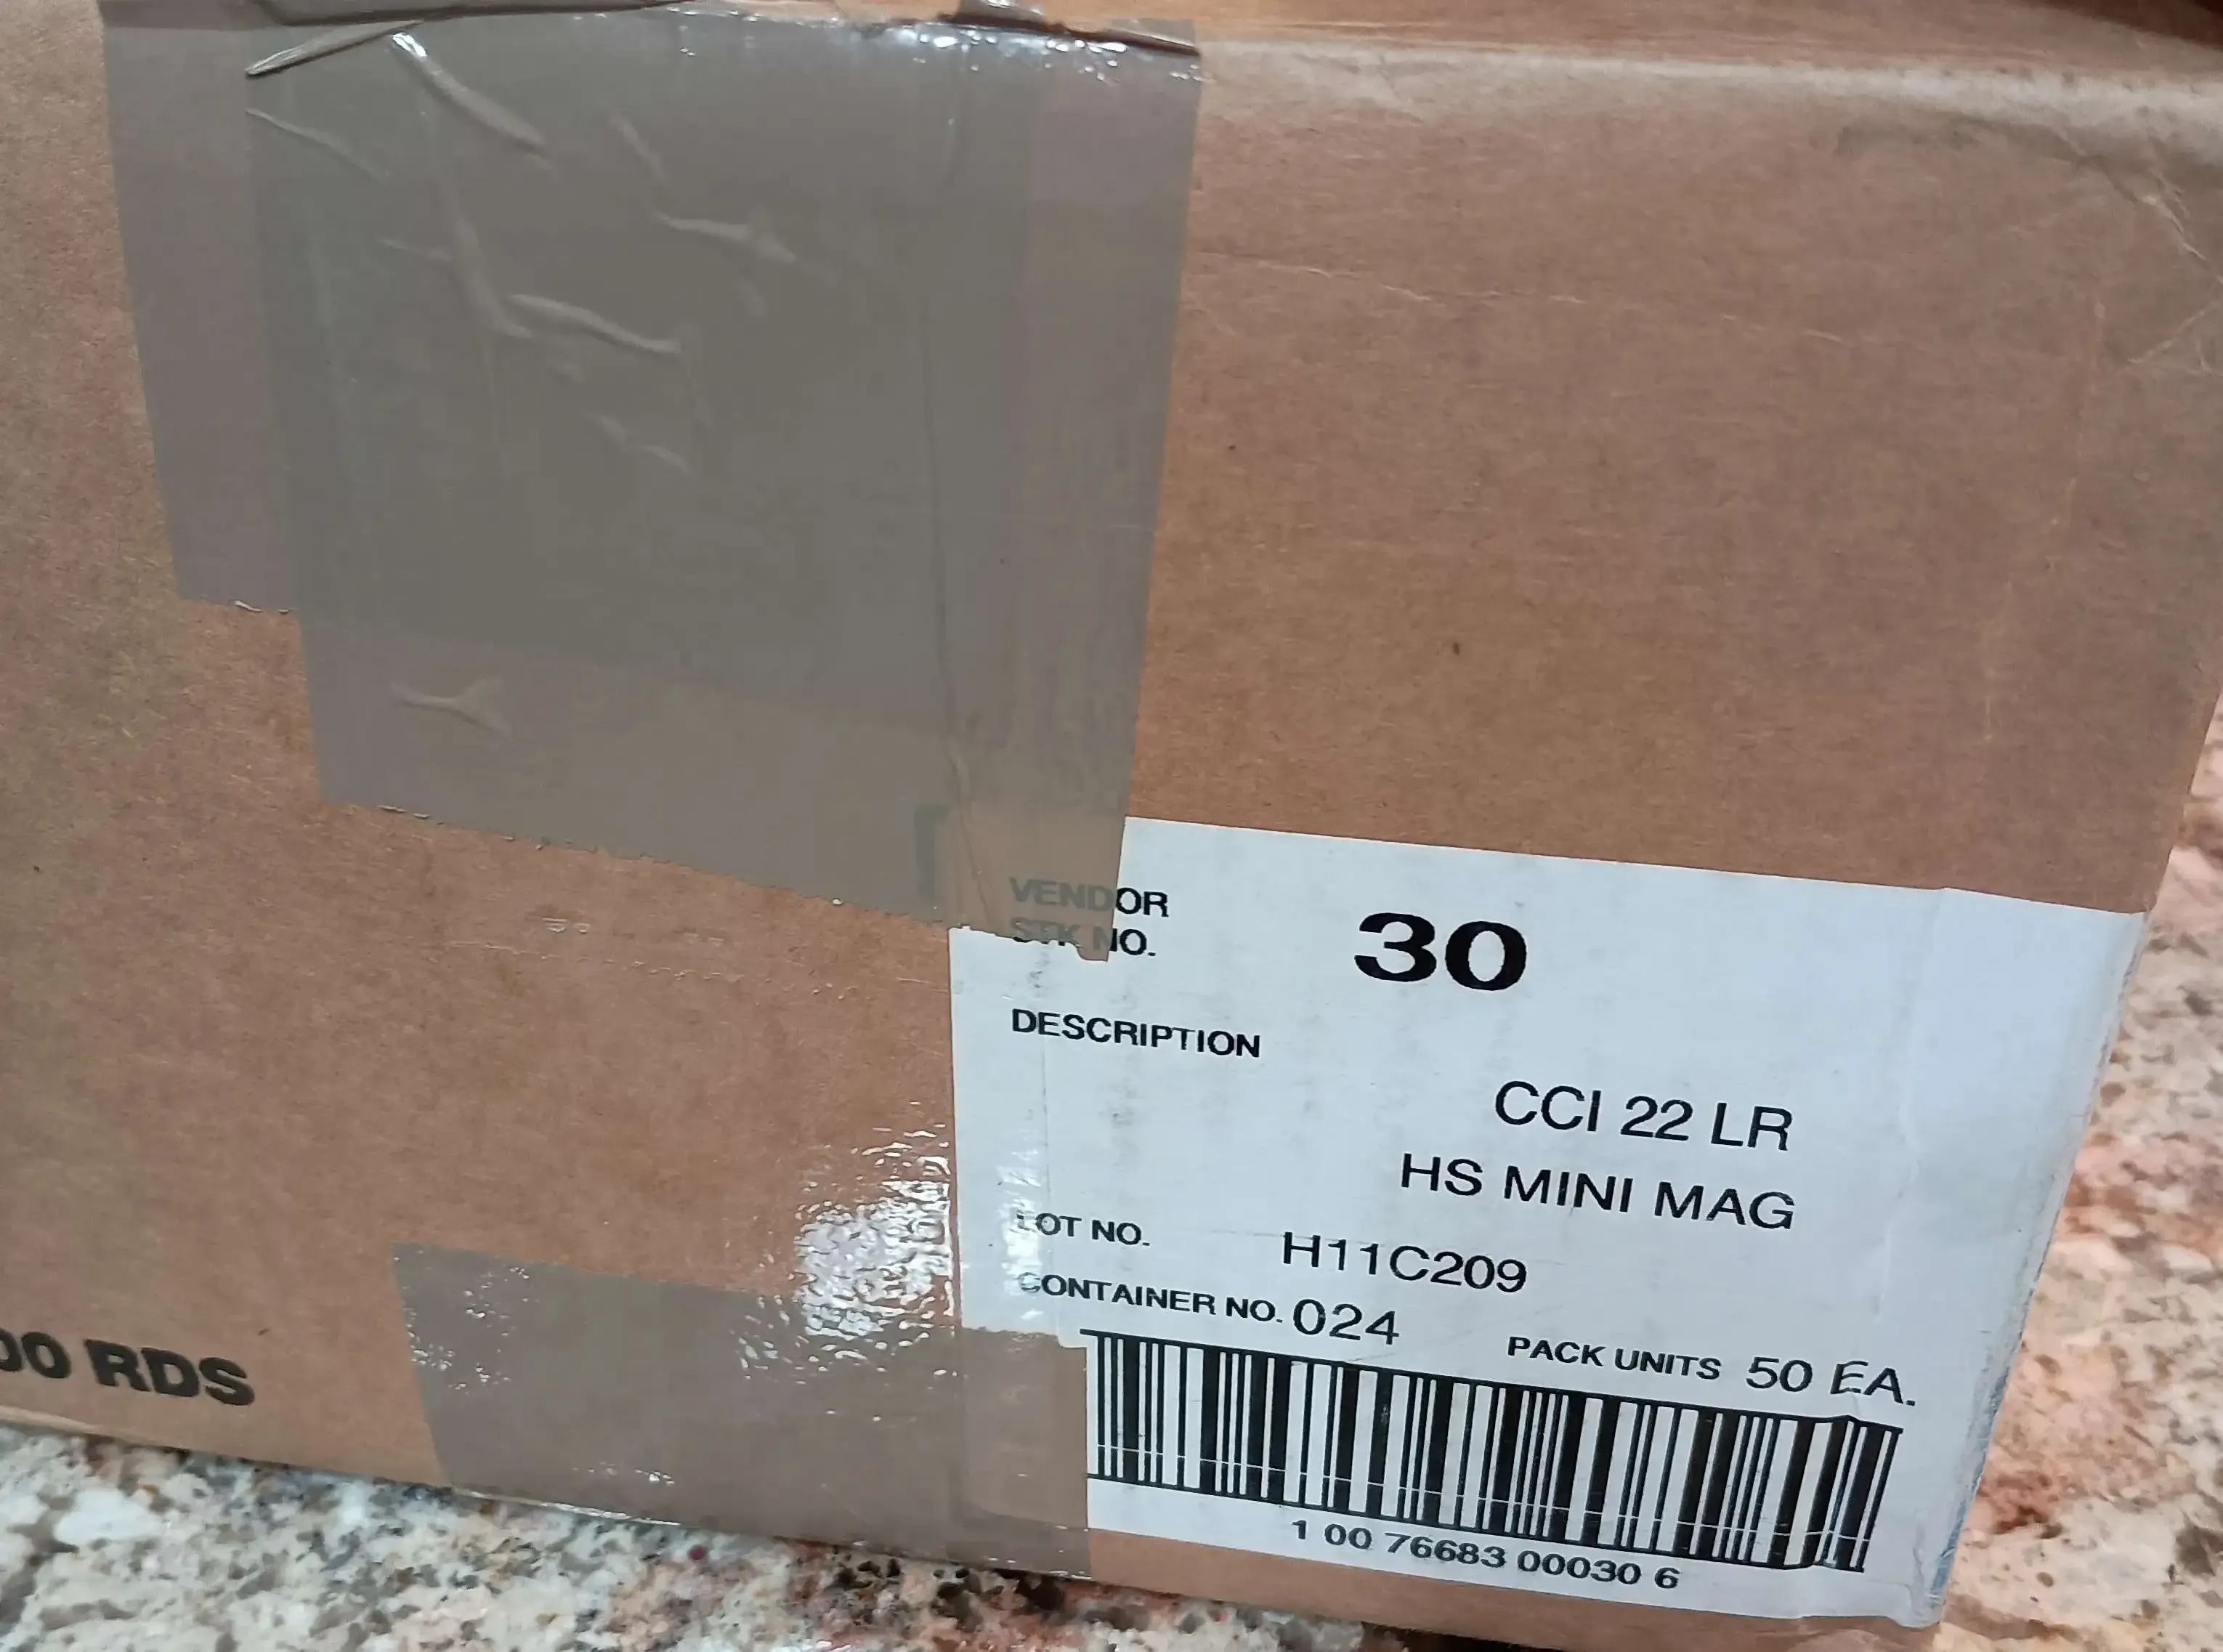 VENDOR
STK NO.
30
DESCRIPTION
CCI 22 LR
HS MINI MAG
LOT NO. H11C209
CONTAINER NO. 024
PACK UNITS 50 EA.
1 00 76683 00030 6
00 RDS